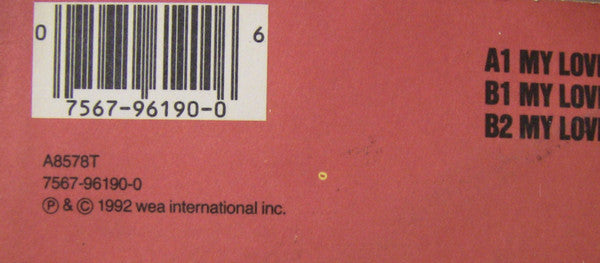 0 6
7567-96190-0
A1 MY LOV
B1 MY LOV
B2 MY LOV
A8578T
7567-96190-0
Ⓟ & © 1992 wea international inc.